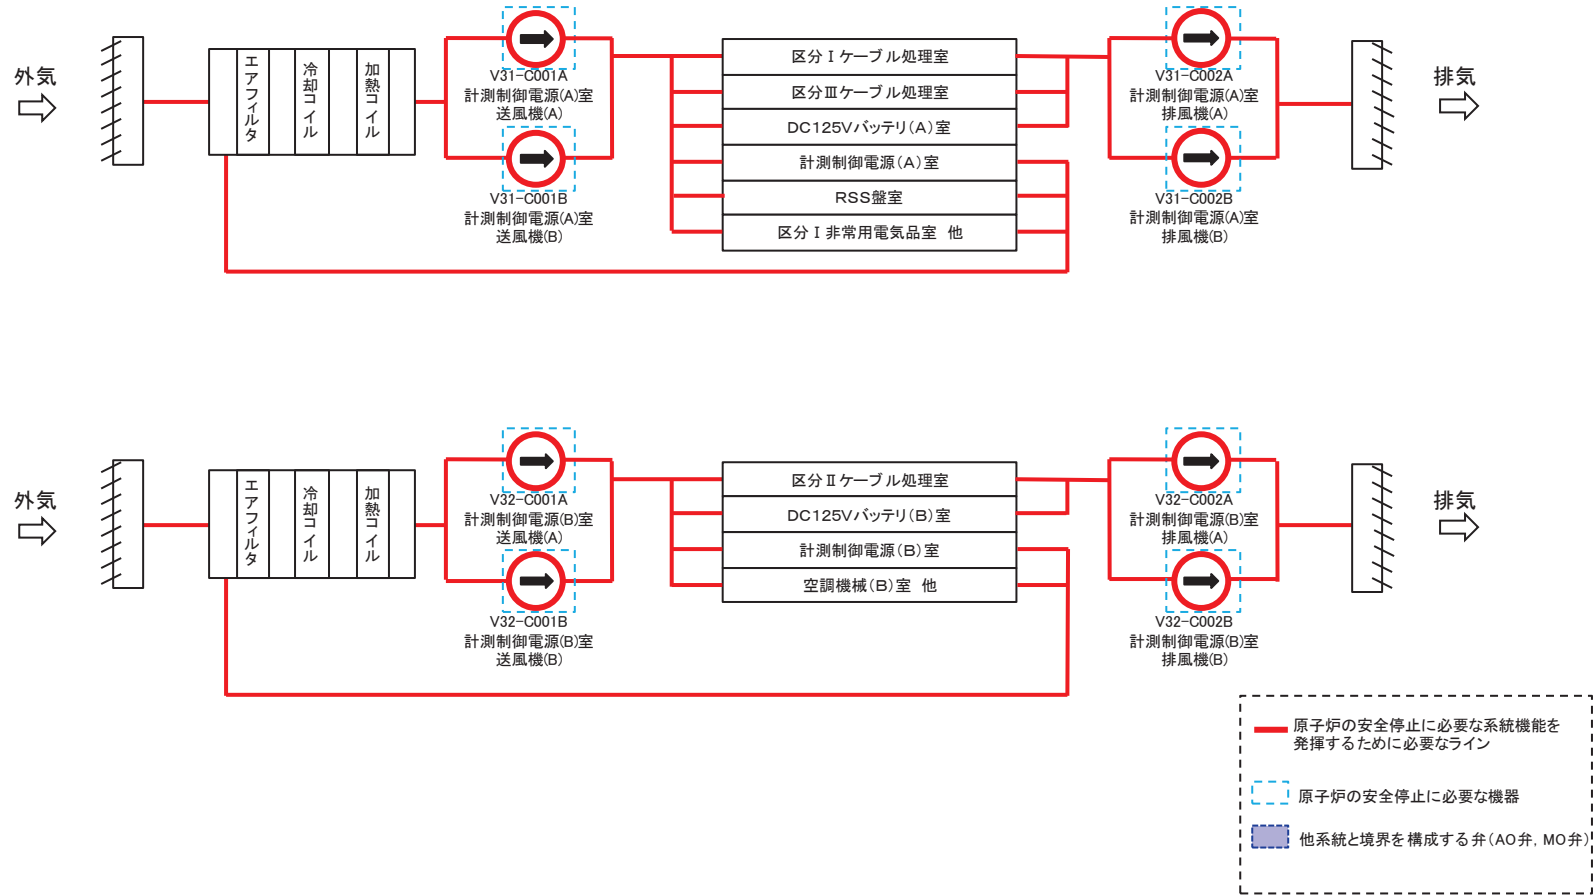 外気
エアフィルタ
冷却コイル
加熱コイル
V31-C001A
計測制御電源(A)室
送風機(A)
V31-C001B
計測制御電源(A)室
送風機(B)
区分Ⅰケーブル処理室
区分Ⅲケーブル処理室
DC125Vバッテリ(A)室
計測制御電源(A)室
RSS盤室
区分Ⅰ非常用電気品室 他
V31-C002A
計測制御電源(A)室
排風機(A)
V31-C002B
計測制御電源(A)室
排風機(B)
排気
外気
エアフィルタ
冷却コイル
加熱コイル
V32-C001A
計測制御電源(B)室
送風機(A)
V32-C001B
計測制御電源(B)室
送風機(B)
区分Ⅱケーブル処理室
DC125Vバッテリ(B)室
計測制御電源(B)室
空調機械(B)室 他
V32-C002A
計測制御電源(B)室
排風機(A)
V32-C002B
計測制御電源(B)室
排風機(B)
排気
原子炉の安全停止に必要な系統機能を
発揮するために必要なライン
原子炉の安全停止に必要な機器
他系統と境界を構成する弁(AO弁, MO弁)